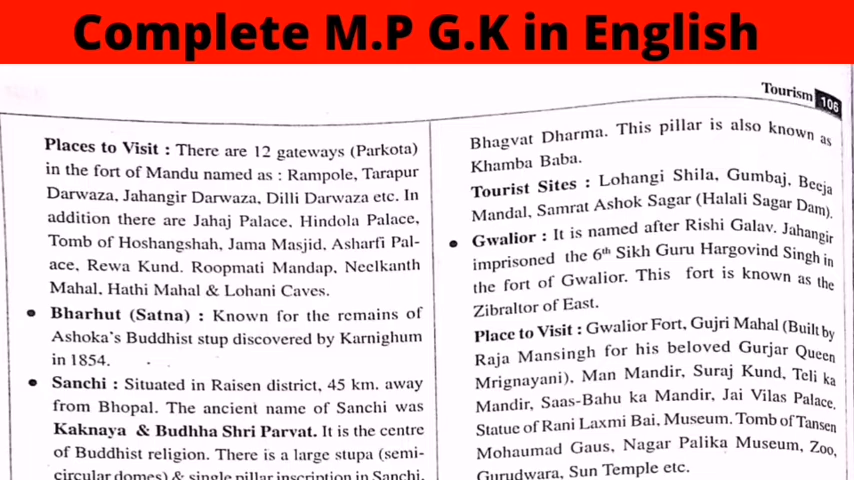 Complete M.P G.K in English
Tourism 106
Places to Visit : There are 12 gateways (Parkota)
in the fort of Mandu named as : Rampole, Tarapur
Darwaza, Jahangir Darwaza, Dilli Darwaza etc. In
addition there are Jahaj Palace, Hindola Palace,
Tomb of Hoshangshah, Jama Masjid, Asharfi Pal-
ace, Rewa Kund. Roopmati Mandap, Neelkanth
Mahal, Hathi Mahal & Lohani Caves.
• Bharhut (Satna) : Known for the remains of
Ashoka's Buddhist stup discovered by Karnighum
in 1854.
• Sanchi : Situated in Raisen district, 45 km. away
from Bhopal. The ancient name of Sanchi was
Kaknaya & Budhha Shri Parvat. It is the centre
of Buddhist religion. There is a large stupa (semi-
circular domes) & single pillar inscription in Sanchi.
Bhagvat Dharma. This pillar is also known as
Khamba Baba.
Tourist Sites : Lohangi Shila, Gumbaj, Beeja
Mandal, Samrat Ashok Sagar (Halali Sagar Dam).
• Gwalior : It is named after Rishi Galav. Jahangir
imprisoned the 6th Sikh Guru Hargovind Singh in
the fort of Gwalior. This fort is known as the
Zibraltor of East.
Place to Visit : Gwalior Fort, Gujri Mahal (Built by
Raja Mansingh for his beloved Gurjar Queen
Mrignayani), Man Mandir, Suraj Kund, Teli ka
Mandir, Saas-Bahu ka Mandir, Jai Vilas Palace,
Statue of Rani Laxmi Bai, Museum. Tomb of Tansen
Mohaumad Gaus, Nagar Palika Museum, Zoo,
Gurudwara, Sun Temple etc.